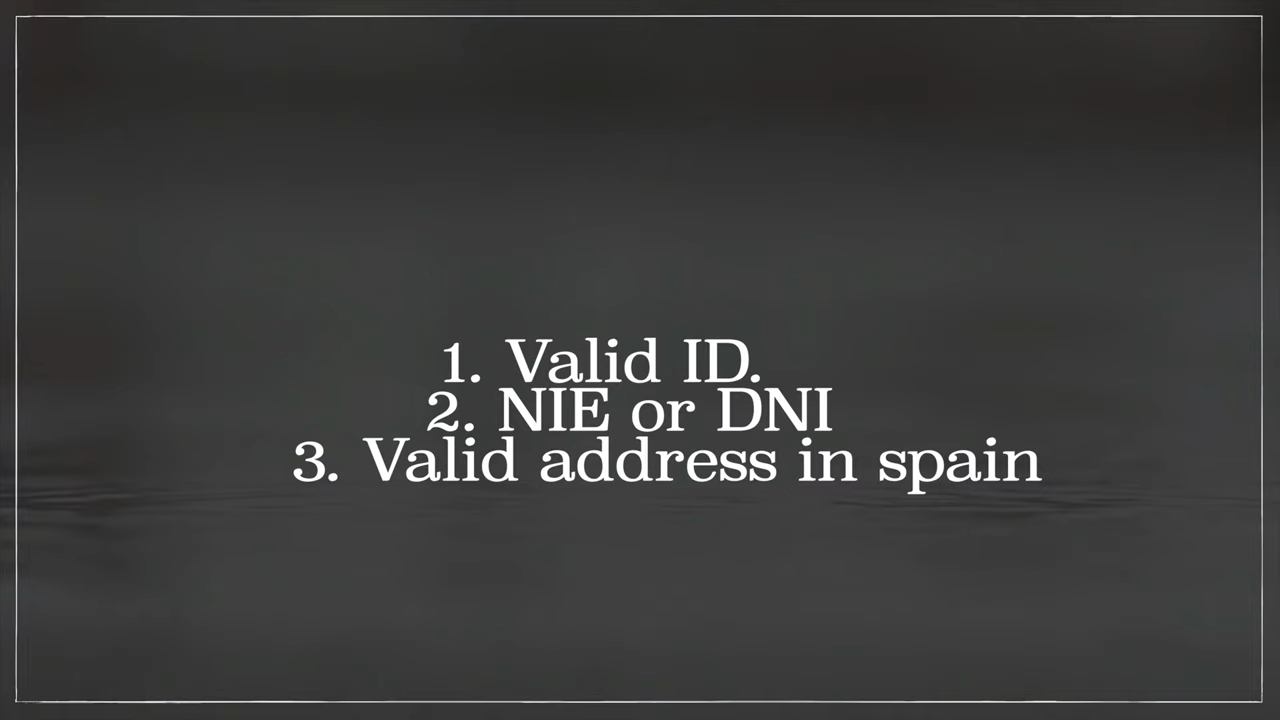 1. Valid ID.
2. NIE or DNI
3. Valid address in spain